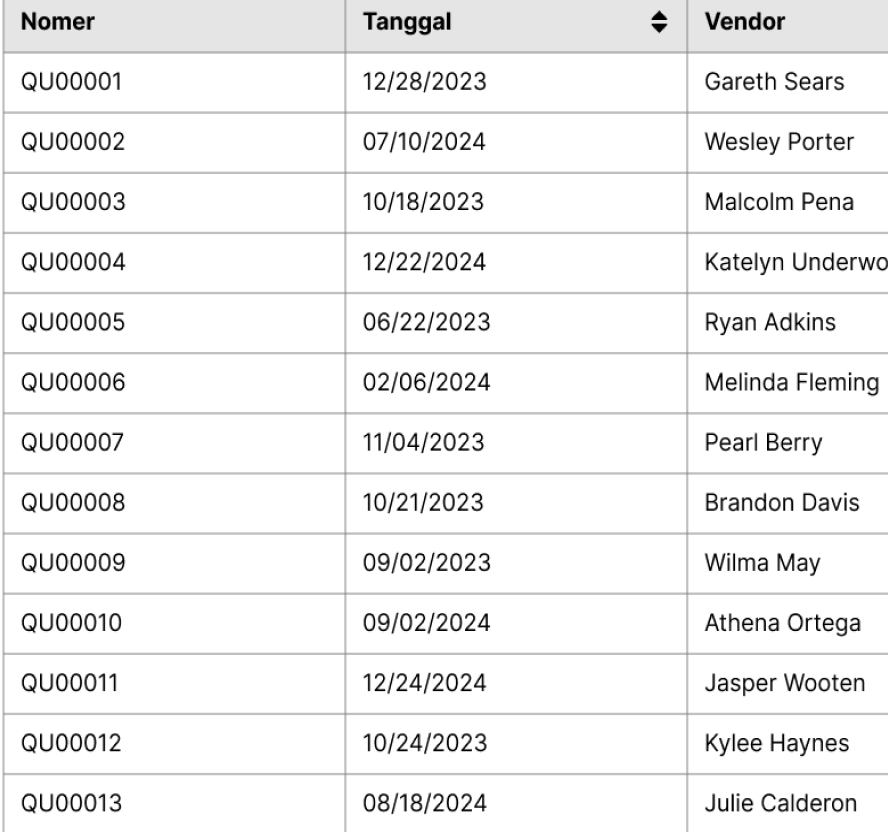 Nomer Tanggal Vendor
QU00001 12/28/2023 Gareth Sears
QU00002 07/10/2024 Wesley Porter
QU00003 10/18/2023 Malcolm Pena
QU00004 12/22/2024 Katelyn Underwo
QU00005 06/22/2023 Ryan Adkins
QU00006 02/06/2024 Melinda Fleming
QU00007 11/04/2023 Pearl Berry
QU00008 10/21/2023 Brandon Davis
QU00009 09/02/2023 Wilma May
QU00010 09/02/2024 Athena Ortega
QU00011 12/24/2024 Jasper Wooten
QU00012 10/24/2023 Kylee Haynes
QU00013 08/18/2024 Julie Calderon